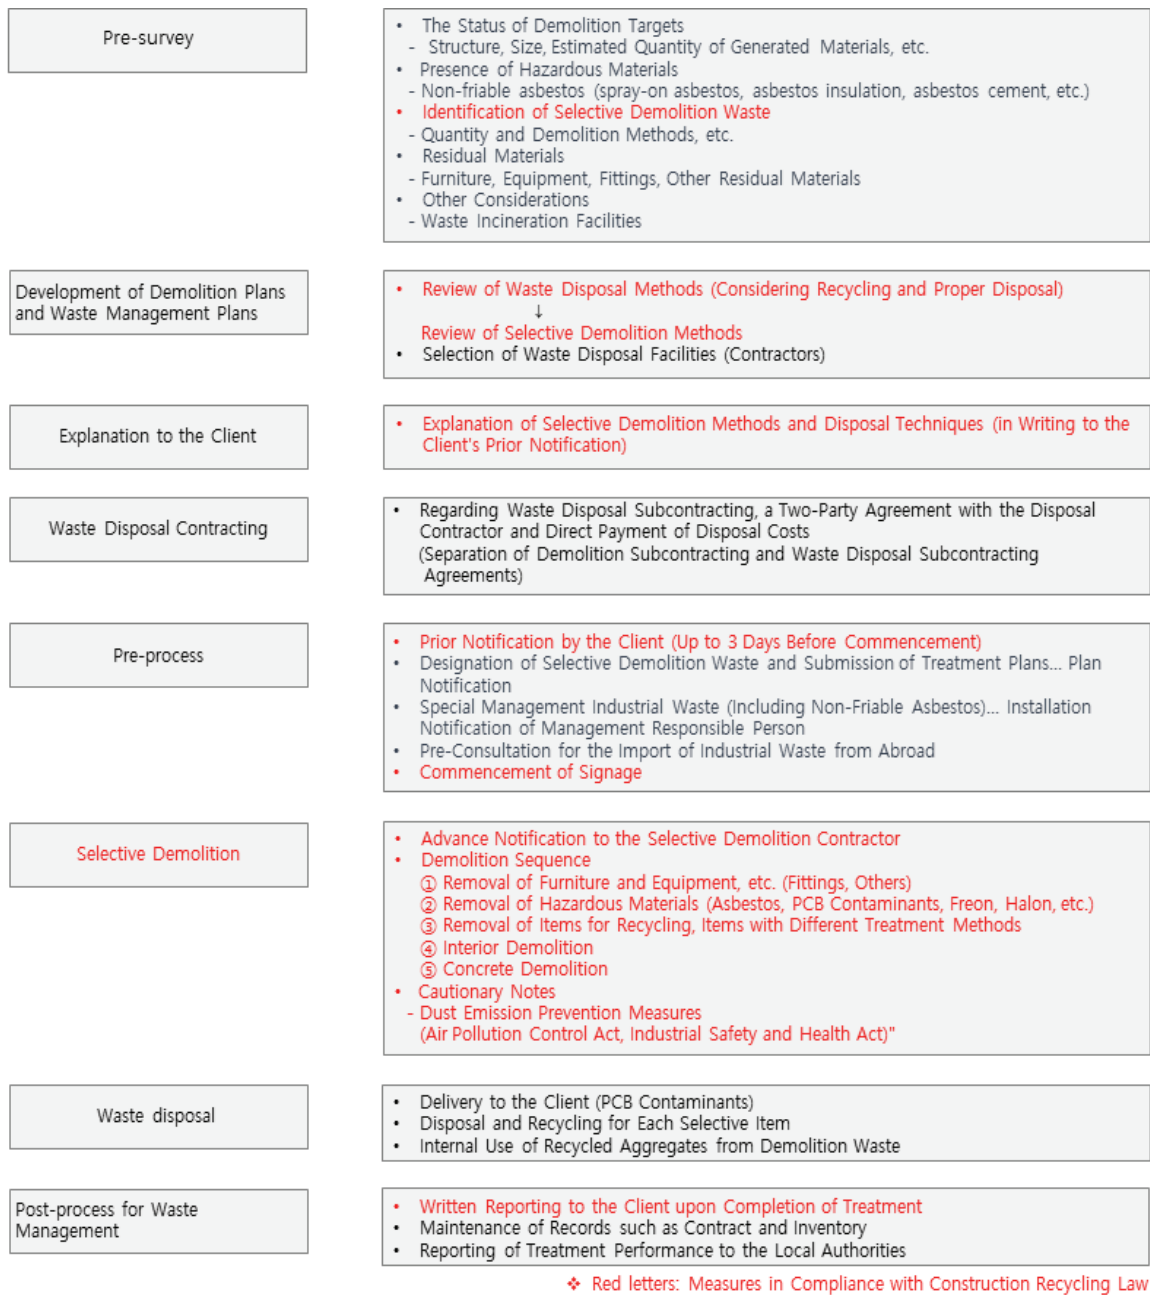 Pre-survey
• The Status of Demolition Targets
- Structure, Size, Estimated Quantity of Generated Materials, etc.
• Presence of Hazardous Materials
- Non-friable asbestos (spray-on asbestos, asbestos insulation, asbestos cement, etc.)
• Identification of Selective Demolition Waste
- Quantity and Demolition Methods, etc.
• Residual Materials
- Furniture, Equipment, Fittings, Other Residual Materials
• Other Considerations
- Waste Incineration Facilities
Development of Demolition Plans
and Waste Management Plans
• Review of Waste Disposal Methods (Considering Recycling and Proper Disposal)
↓
Review of Selective Demolition Methods
• Selection of Waste Disposal Facilities (Contractors)
Explanation to the Client
• Explanation of Selective Demolition Methods and Disposal Techniques (in Writing to the
Client's Prior Notification)
Waste Disposal Contracting
• Regarding Waste Disposal Subcontracting, a Two-Party Agreement with the Disposal
Contractor and Direct Payment of Disposal Costs
(Separation of Demolition Subcontracting and Waste Disposal Subcontracting
Agreements)
Pre-process
• Prior Notification by the Client (Up to 3 Days Before Commencement)
• Designation of Selective Demolition Waste and Submission of Treatment Plans... Plan
Notification
• Special Management Industrial Waste (Including Non-Friable Asbestos)... Installation
Notification of Management Responsible Person
• Pre-Consultation for the Import of Industrial Waste from Abroad
• Commencement of Signage
Selective Demolition
• Advance Notification to the Selective Demolition Contractor
• Demolition Sequence
① Removal of Furniture and Equipment, etc. (Fittings, Others)
② Removal of Hazardous Materials (Asbestos, PCB Contaminants, Freon, Halon, etc.)
③ Removal of Items for Recycling, Items with Different Treatment Methods
④ Interior Demolition
⑤ Concrete Demolition
• Cautionary Notes
- Dust Emission Prevention Measures
(Air Pollution Control Act, Industrial Safety and Health Act)"
Waste disposal
• Delivery to the Client (PCB Contaminants)
• Disposal and Recycling for Each Selective Item
• Internal Use of Recycled Aggregates from Demolition Waste
Post-process for Waste
Management
• Written Reporting to the Client upon Completion of Treatment
• Maintenance of Records such as Contract and Inventory
• Reporting of Treatment Performance to the Local Authorities
❖ Red letters: Measures in Compliance with Construction Recycling Law